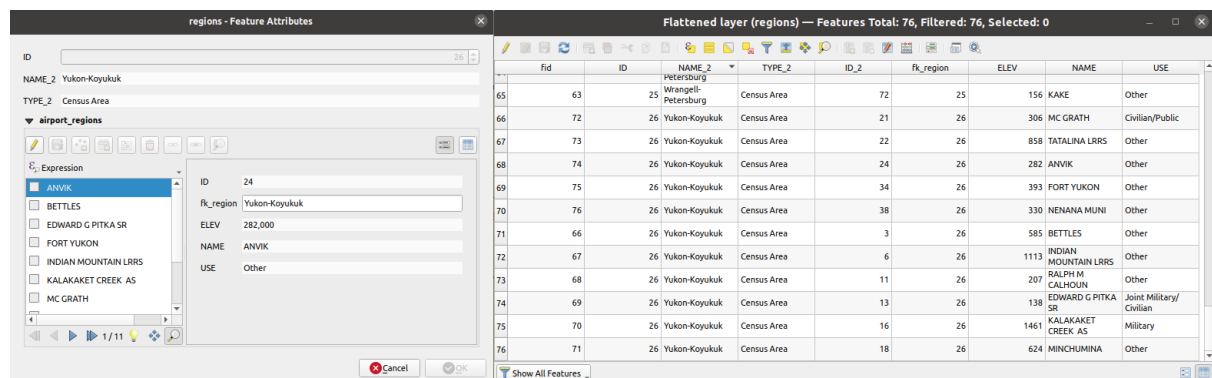 regions - Feature Attributes
ID 26
NAME_2 Yukon-Koyukuk
TYPE_2 Census Area
airport_regions
Expression
ANVIK
BETTLES
EDWARD G PITKA SR
FORT YUKON
INDIAN MOUNTAIN LRRS
KALAKAKET CREEK AS
MC GRATH
1 / 11
ID 24
fk_region Yukon-Koyukuk
ELEV 282,000
NAME ANVIK
USE Other
Cancel OK
Flattened layer (regions) — Features Total: 76, Filtered: 76, Selected: 0
fid ID NAME_2 TYPE_2 ID_2 fk_region ELEV NAME USE
Petersburg
65 63 25 Wrangell-Petersburg Census Area 72 25 156 KAKE Other
66 72 26 Yukon-Koyukuk Census Area 21 26 306 MC GRATH Civilian/Public
67 73 26 Yukon-Koyukuk Census Area 22 26 858 TATALINA LRRS Other
68 74 26 Yukon-Koyukuk Census Area 24 26 282 ANVIK Other
69 75 26 Yukon-Koyukuk Census Area 34 26 393 FORT YUKON Other
70 76 26 Yukon-Koyukuk Census Area 38 26 330 NENANA MUNI Other
71 66 26 Yukon-Koyukuk Census Area 3 26 585 BETTLES Other
72 67 26 Yukon-Koyukuk Census Area 6 26 1113 INDIAN MOUNTAIN LRRS Other
73 68 26 Yukon-Koyukuk Census Area 11 26 207 RALPH M CALHOUN Other
74 69 26 Yukon-Koyukuk Census Area 13 26 138 EDWARD G PITKA SR Joint Military/Civilian
75 70 26 Yukon-Koyukuk Census Area 16 26 1461 KALAKAKET CREEK AS Military
76 71 26 Yukon-Koyukuk Census Area 18 26 624 MINCHUMINA Other
Show All Features